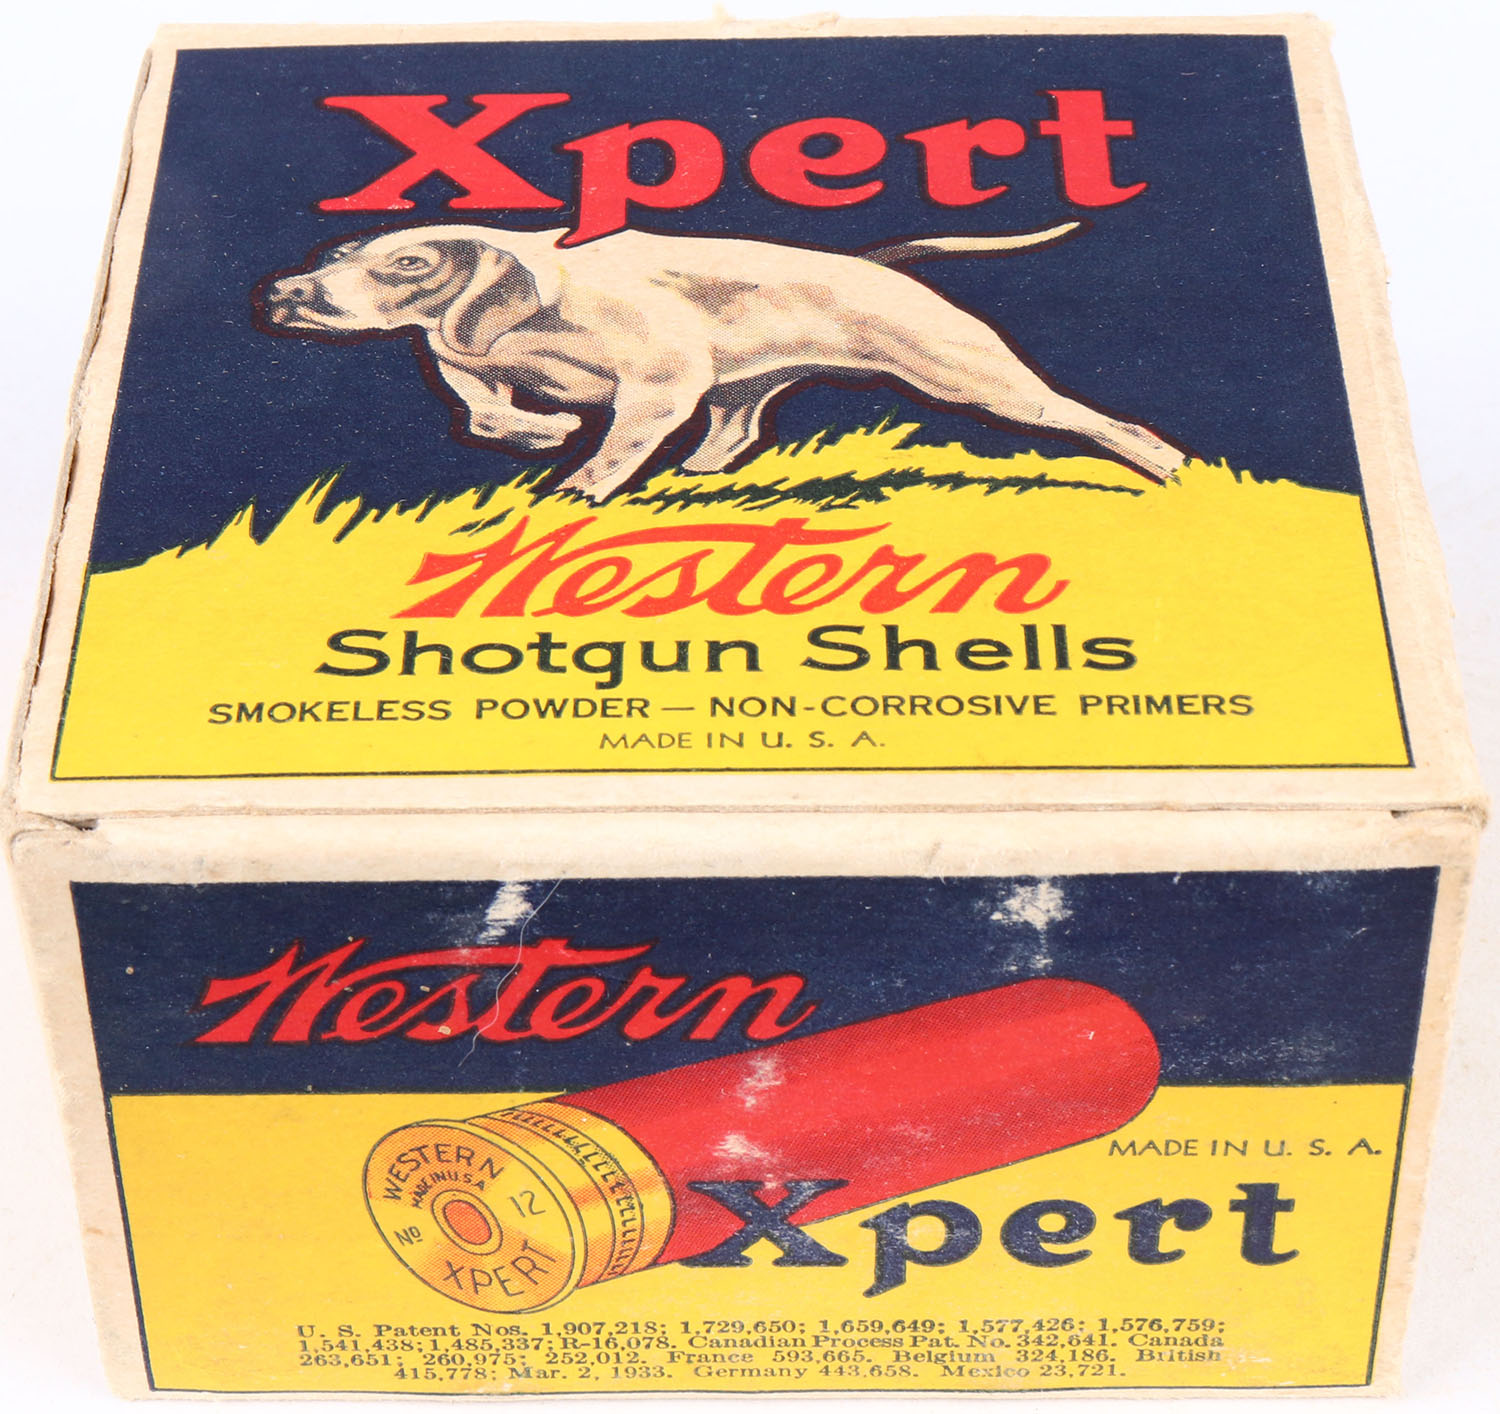 Xpert
Western
Shotgun Shells
SMOKELESS POWDER — NON-CORROSIVE PRIMERS
MADE IN U. S. A.
Western
WESTERN
MADE IN U.S.A
No 12
XPERT
MADE IN U. S. A.
Xpert
U. S. Patent Nos. 1,907,218; 1,729,650; 1,659,649; 1,577,426; 1,576,759;
1,541,438; 1,485,337; R-16,078. Canadian Process Pat. No. 342,641. Canada
263,651; 260,975; 252,012. France 593,665. Belgium 324,186. British
415,778; Mar. 2, 1933. Germany 443,658. Mexico 23,721.